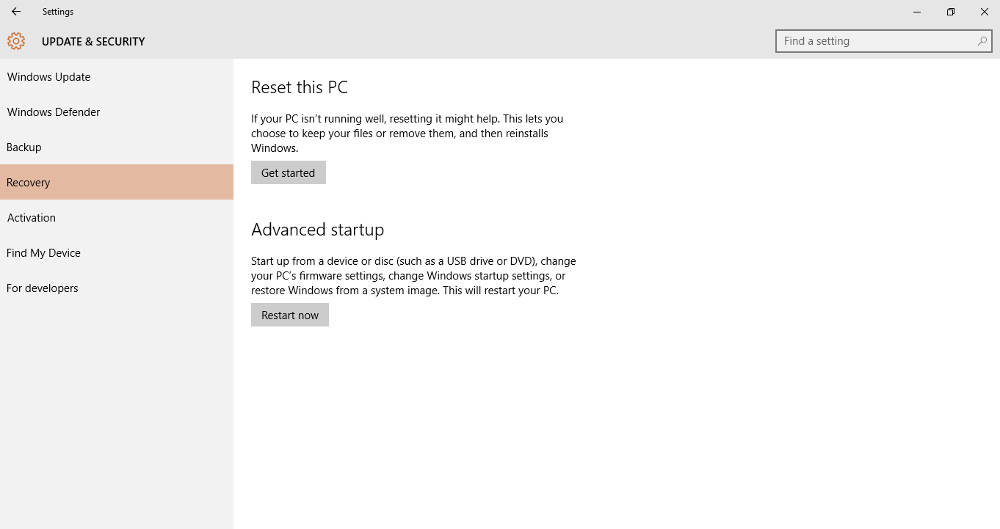 Settings
UPDATE & SECURITY
Find a setting
Windows Update
Windows Defender
Backup
Recovery
Activation
Find My Device
For developers
Reset this PC
If your PC isn’t running well, resetting it might help. This lets you
choose to keep your files or remove them, and then reinstalls
Windows.
Get started
Advanced startup
Start up from a device or disc (such as a USB drive or DVD), change
your PC’s firmware settings, change Windows startup settings, or
restore Windows from a system image. This will restart your PC.
Restart now